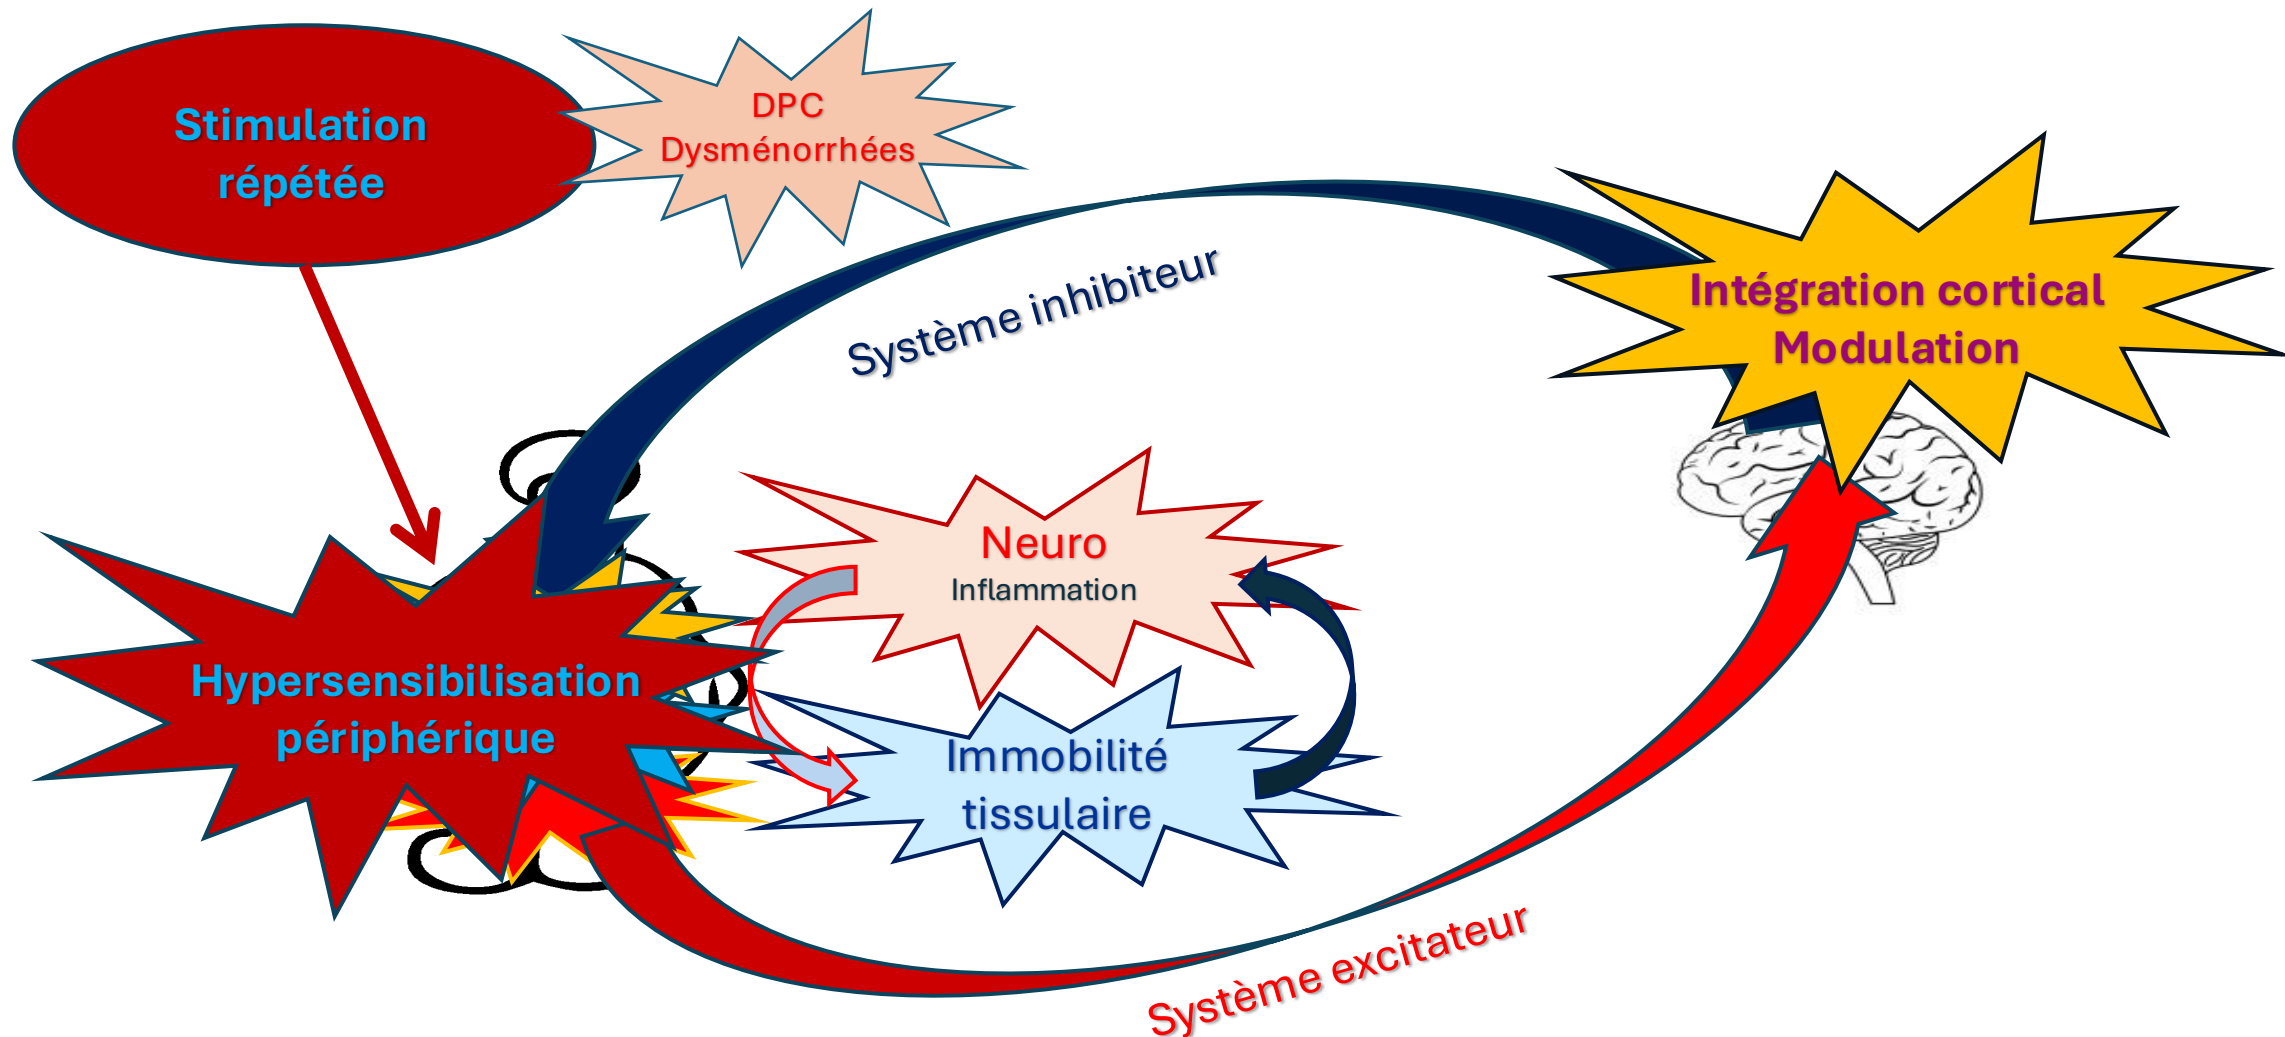 Stimulation
répétée
DPC
Dysménorrhées
Système inhibiteur
Intégration cortical
Modulation
Neuro
Inflammation
Hypersensibilisation
périphérique
Immobilité
tissulaire
Système excitateur